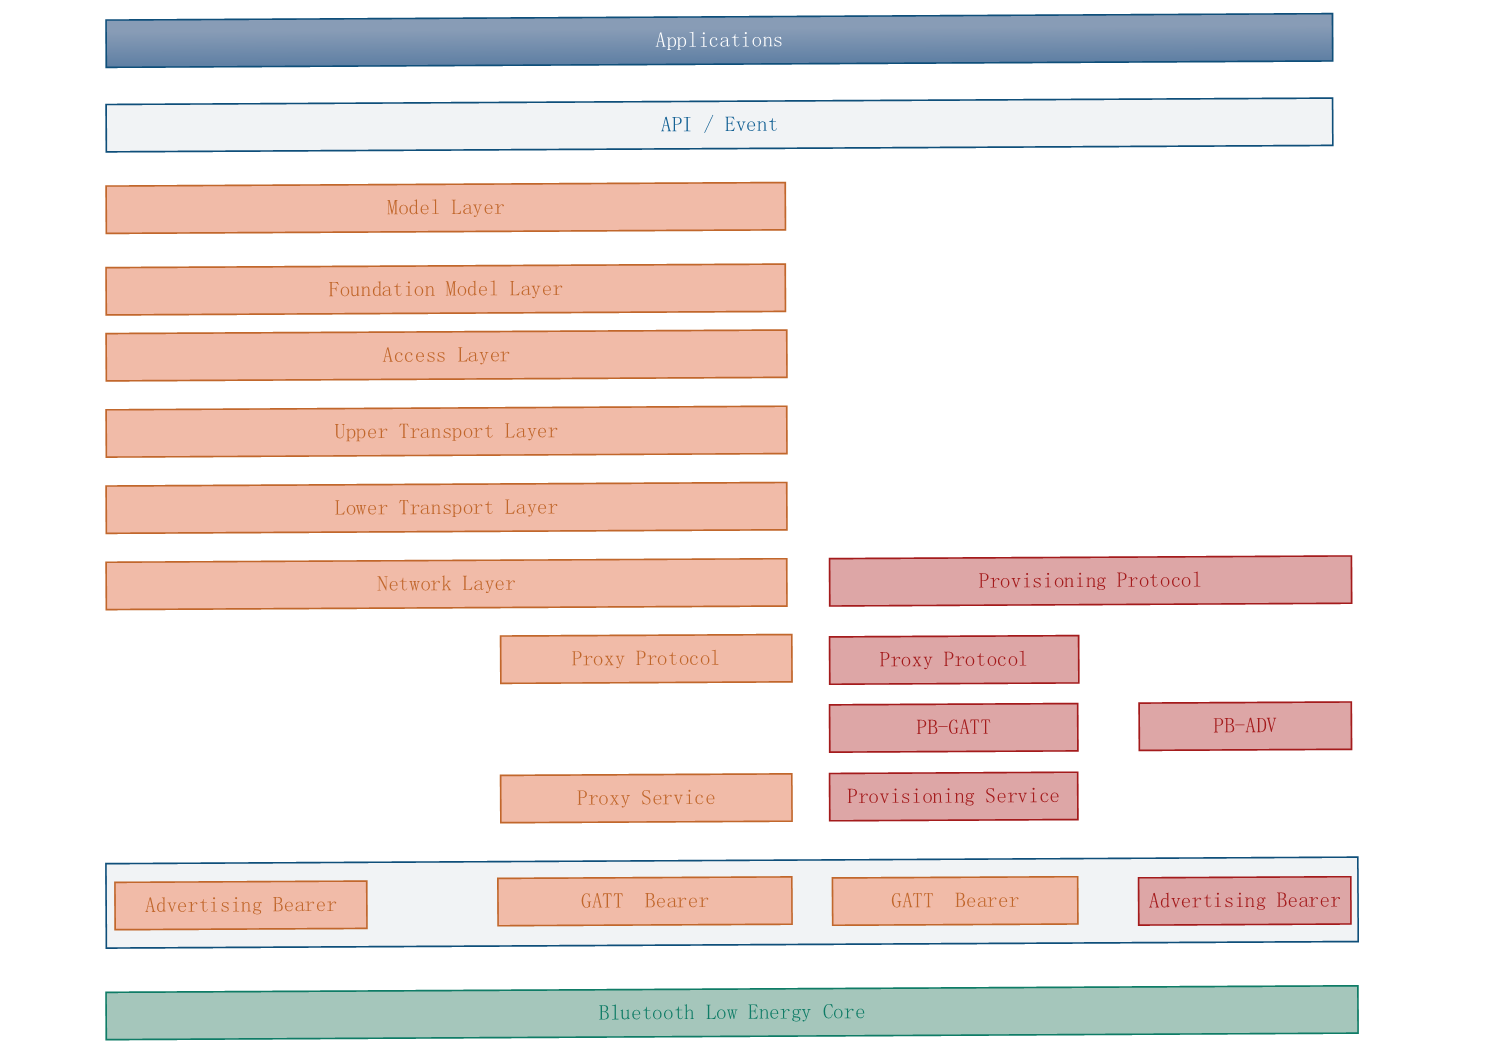 Applications
API / Event
Model Layer
Foundation Model Layer
Access Layer
Upper Transport Layer
Lower Transport Layer
Network Layer
Provisioning Protocol
Proxy Protocol
Proxy Protocol
PB-GATT
PB-ADV
Proxy Service
Provisioning Service
Advertising Bearer
GATT  Bearer
GATT  Bearer
Advertising Bearer
Bluetooth Low Energy Core